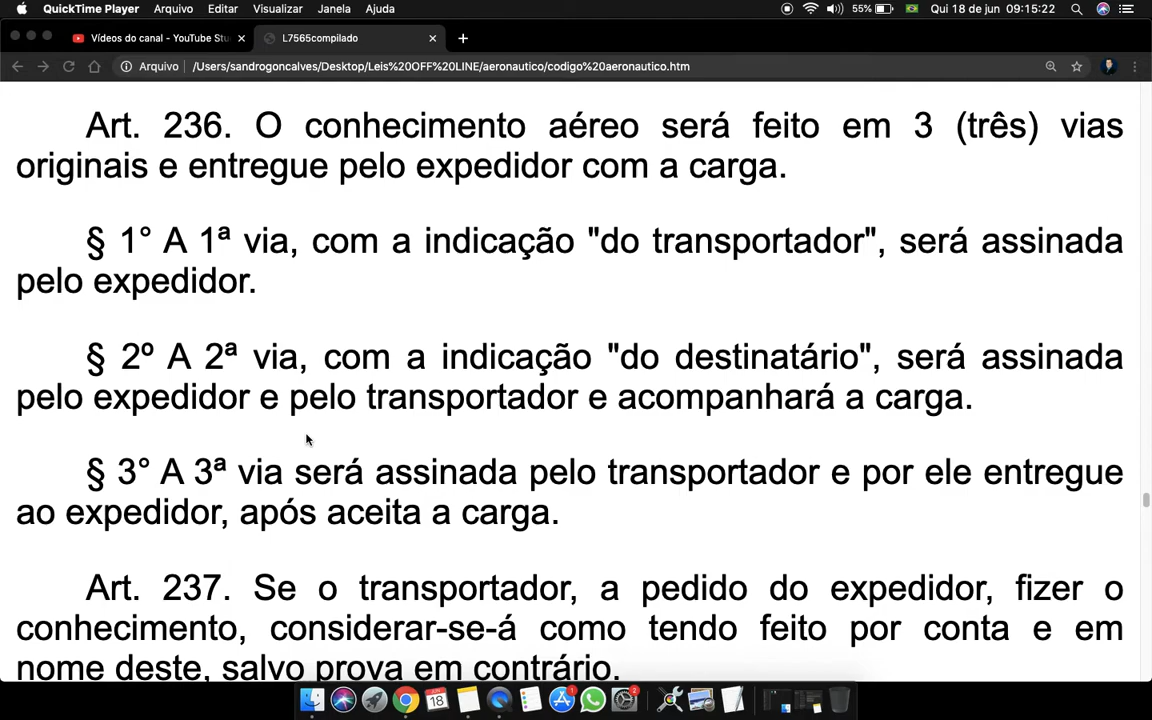 QuickTime Player Arquivo Editar Visualizar Janela Ajuda 55% Qui 18 de jun 09:15:22
Vídeos do canal - YouTube Stu
L7565compilado
Arquivo /Users/sandrogoncalves/Desktop/Leis%20OFF%20LINE/aeronautico/codigo%20aeronautico.htm
Art. 236. O conhecimento aéreo será feito em 3 (três) vias
originais e entregue pelo expedidor com a carga.
§ 1° A 1ª via, com a indicação "do transportador", será assinada
pelo expedidor.
§ 2º A 2ª via, com a indicação "do destinatário", será assinada
pelo expedidor e pelo transportador e acompanhará a carga.
§ 3° A 3ª via será assinada pelo transportador e por ele entregue
ao expedidor, após aceita a carga.
Art. 237. Se o transportador, a pedido do expedidor, fizer o
conhecimento, considerar-se-á como tendo feito por conta e em
nome deste, salvo prova em contrário.
18
1
2